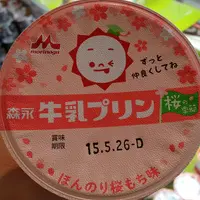 morinaga
ずっと
仲良くしてね
森永
牛乳プリン
桜
賞味
期限
15.5.26-D
ほんのり桜もち味